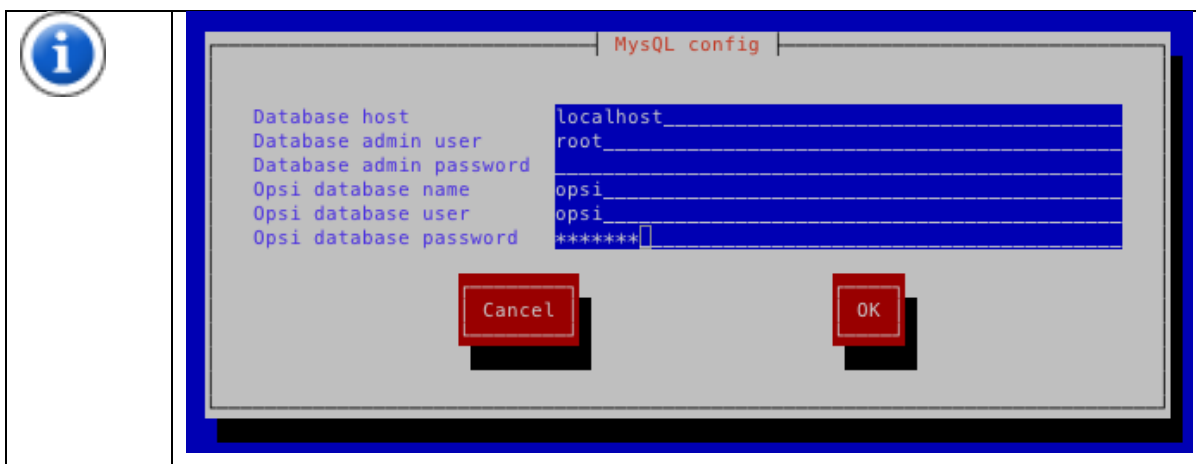 i
MysQL config
Database host localhost
Database admin user root
Database admin password
Opsi database name opsi
Opsi database user opsi
Opsi database password *******
Cancel OK